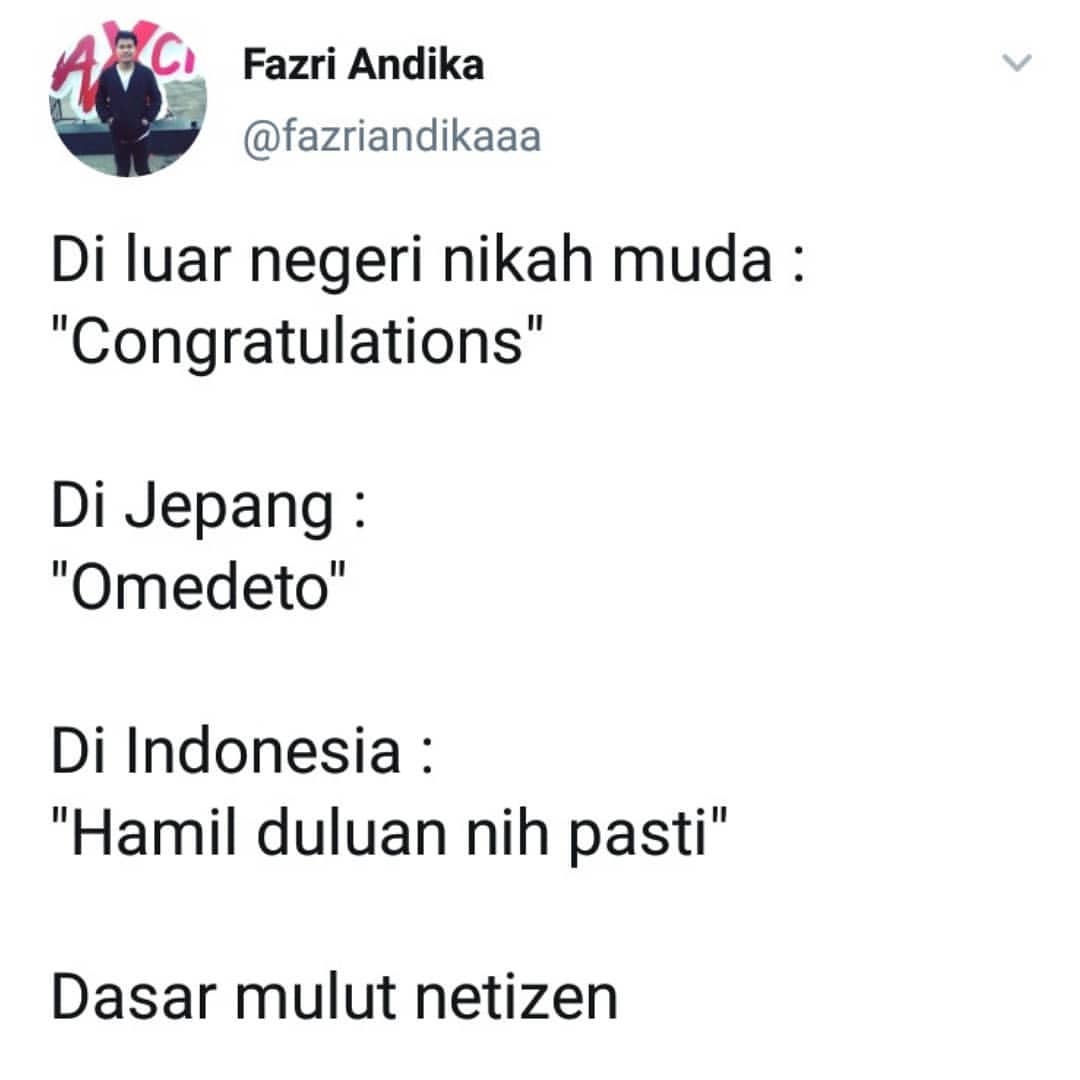 Fazri Andika
@fazriandikaaa
Di luar negeri nikah muda :
"Congratulations"
Di Jepang :
"Omedeto"
Di Indonesia :
"Hamil duluan nih pasti"
Dasar mulut netizen